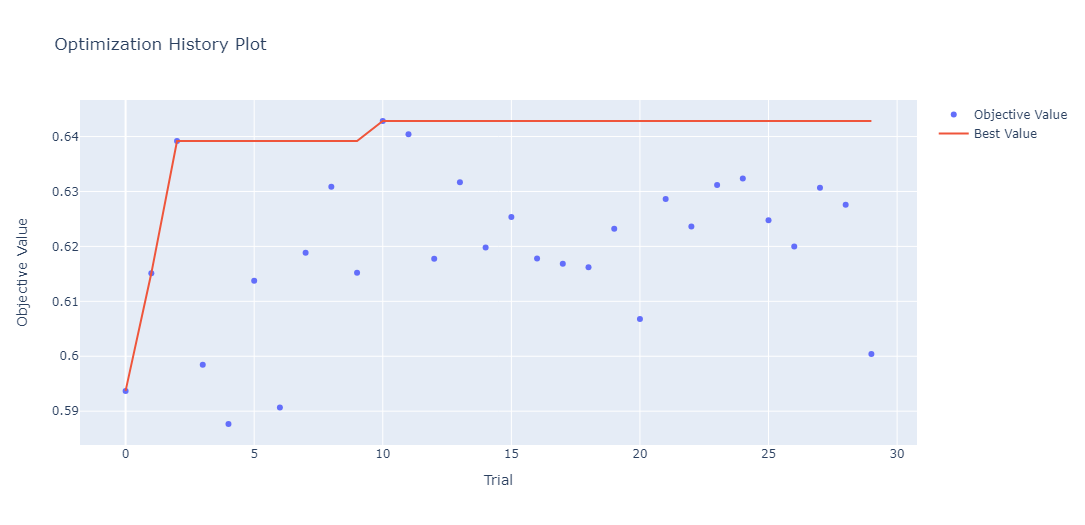 Optimization History Plot
Objective Value
Best Value
0.64
0.63
0.62
0.61
0.6
0.59
Objective Value
0
5
10
15
20
25
30
Trial